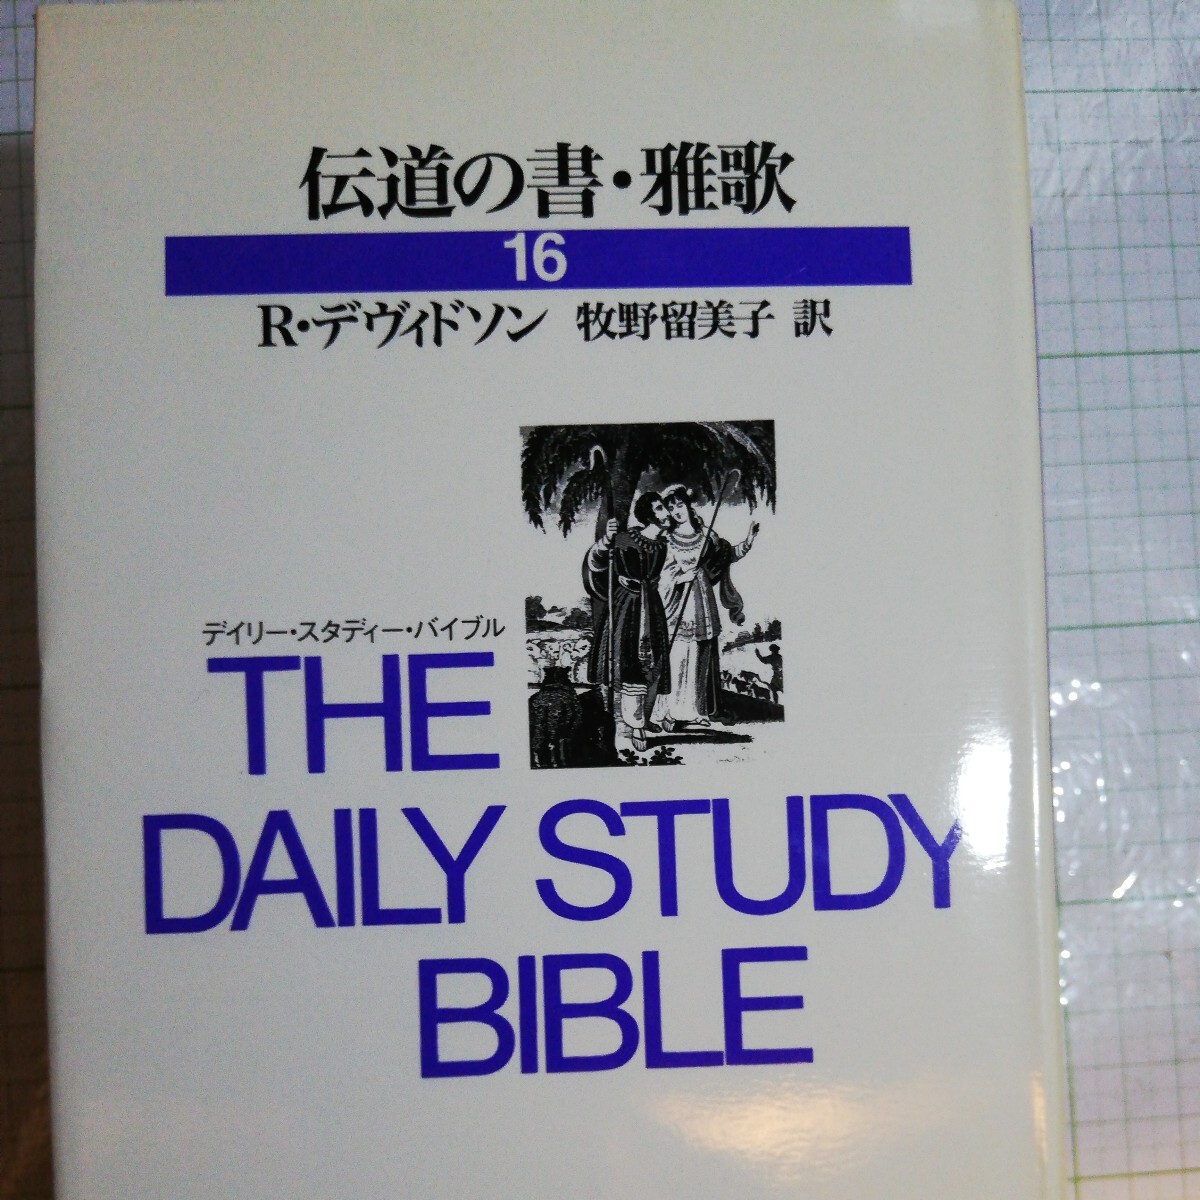 伝道の書・雅歌
16
R・デヴィドソン 牧野留美子 訳
デイリー・スタディー・バイブル
THE
DAILY STUDY
BIBLE